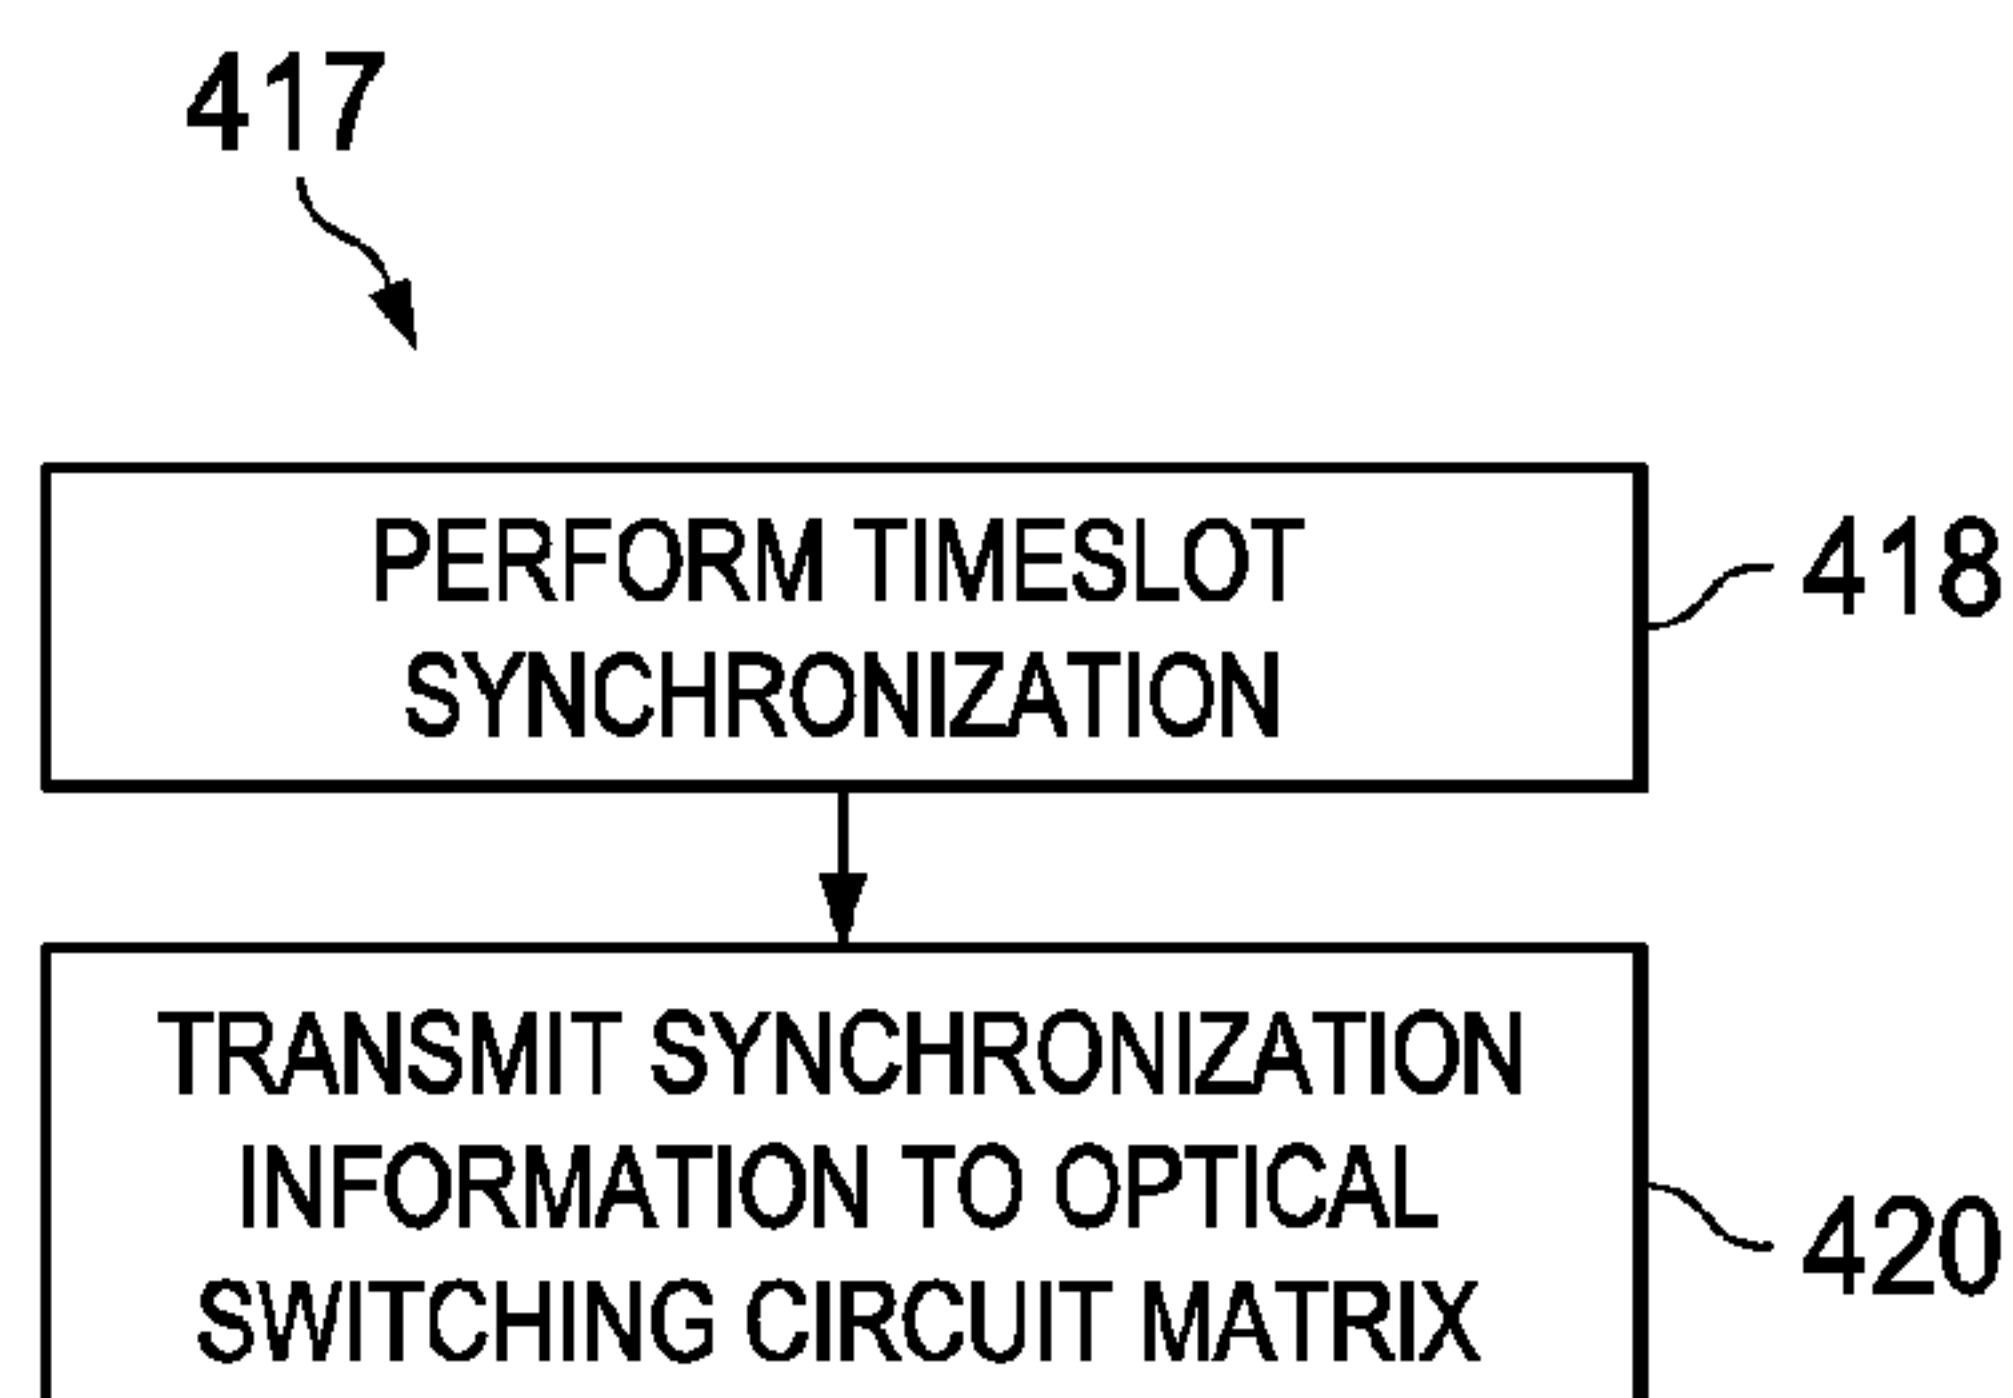 417
PERFORM TIMESLOT
SYNCHRONIZATION
418
TRANSMIT SYNCHRONIZATION
INFORMATION TO OPTICAL
SWITCHING CIRCUIT MATRIX
420